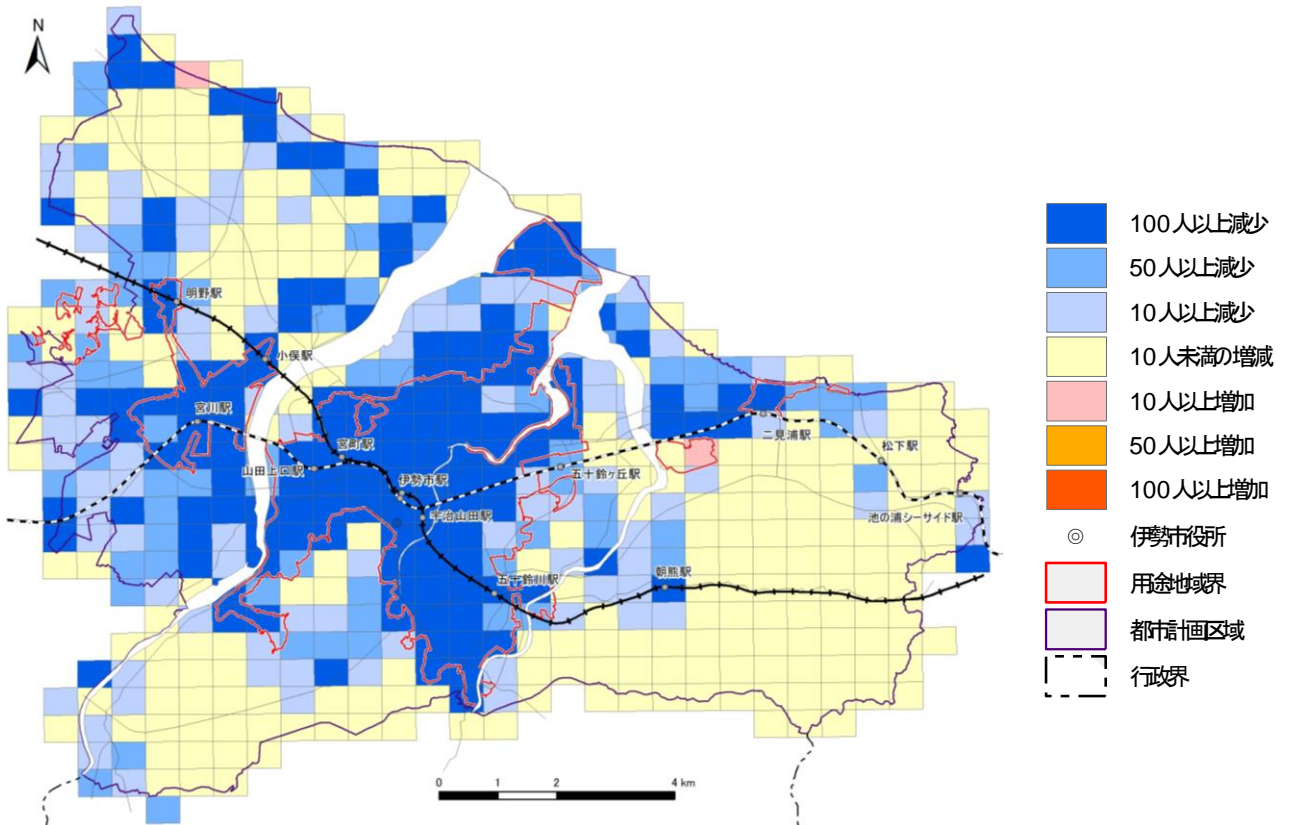 N
明野駅
小俣駅
宮川駅
宮町駅
山田上口駅
伊勢市駅
宇治山田駅
五十鈴ヶ丘駅
二見浦駅
松下駅
池の浦シーサイド駅
五十鈴川駅
朝熊駅
0 1 2 4 km
100人以上減少
50人以上減少
10人以上減少
10人未満の増減
10人以上増加
50人以上増加
100人以上増加
伊勢市役所
用途地域界
都市計画区域
行政界